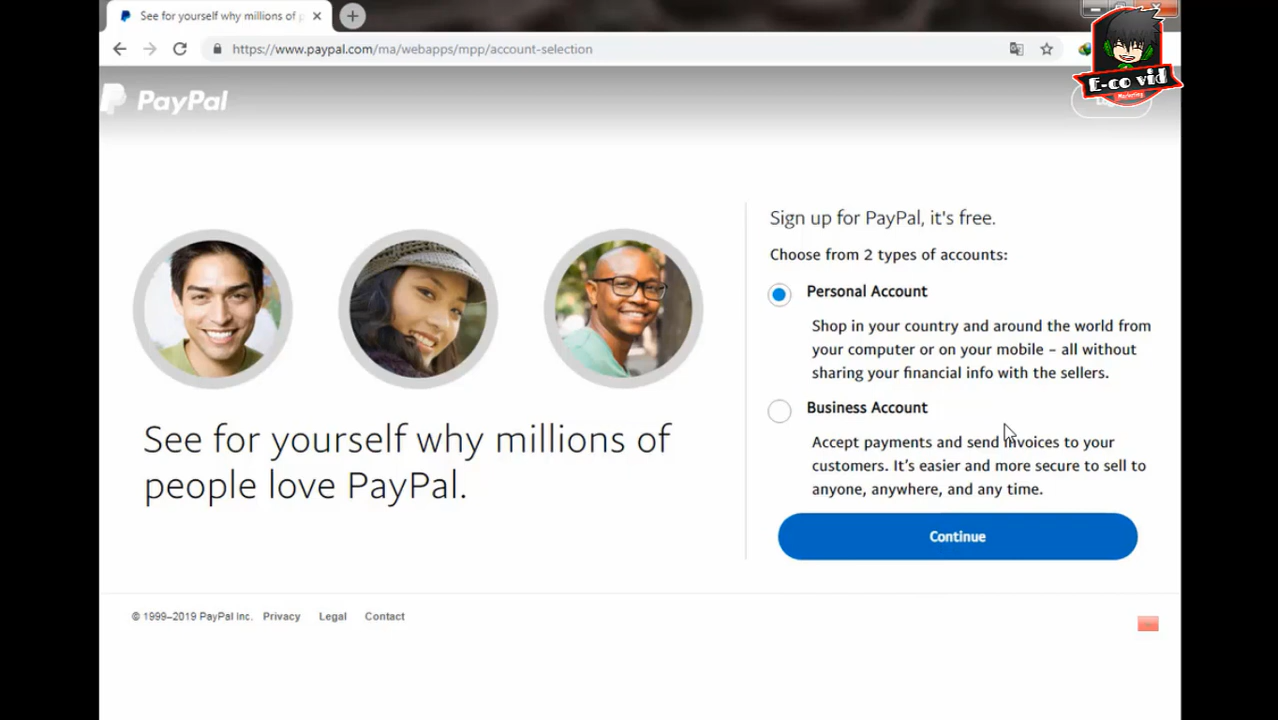 See for yourself why millions of p
https://www.paypal.com/ma/webapps/mpp/account-selection
E-co vid
Marketing
PayPal
Sign up for PayPal, it's free.
Choose from 2 types of accounts:
Personal Account
Shop in your country and around the world from
your computer or on your mobile – all without
sharing your financial info with the sellers.
Business Account
Accept payments and send invoices to your
customers. It's easier and more secure to sell to
anyone, anywhere, and any time.
Continue
See for yourself why millions of
people love PayPal.
© 1999–2019 PayPal Inc. Privacy Legal Contact